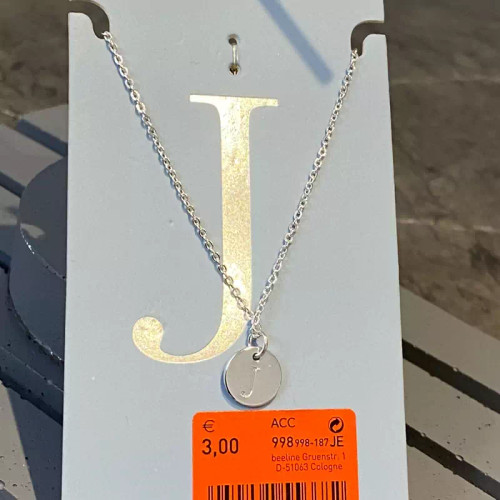 J
J
€ ACC
3,00 998998-187JE
beeline Gruenstr. 1
D-51063 Cologne